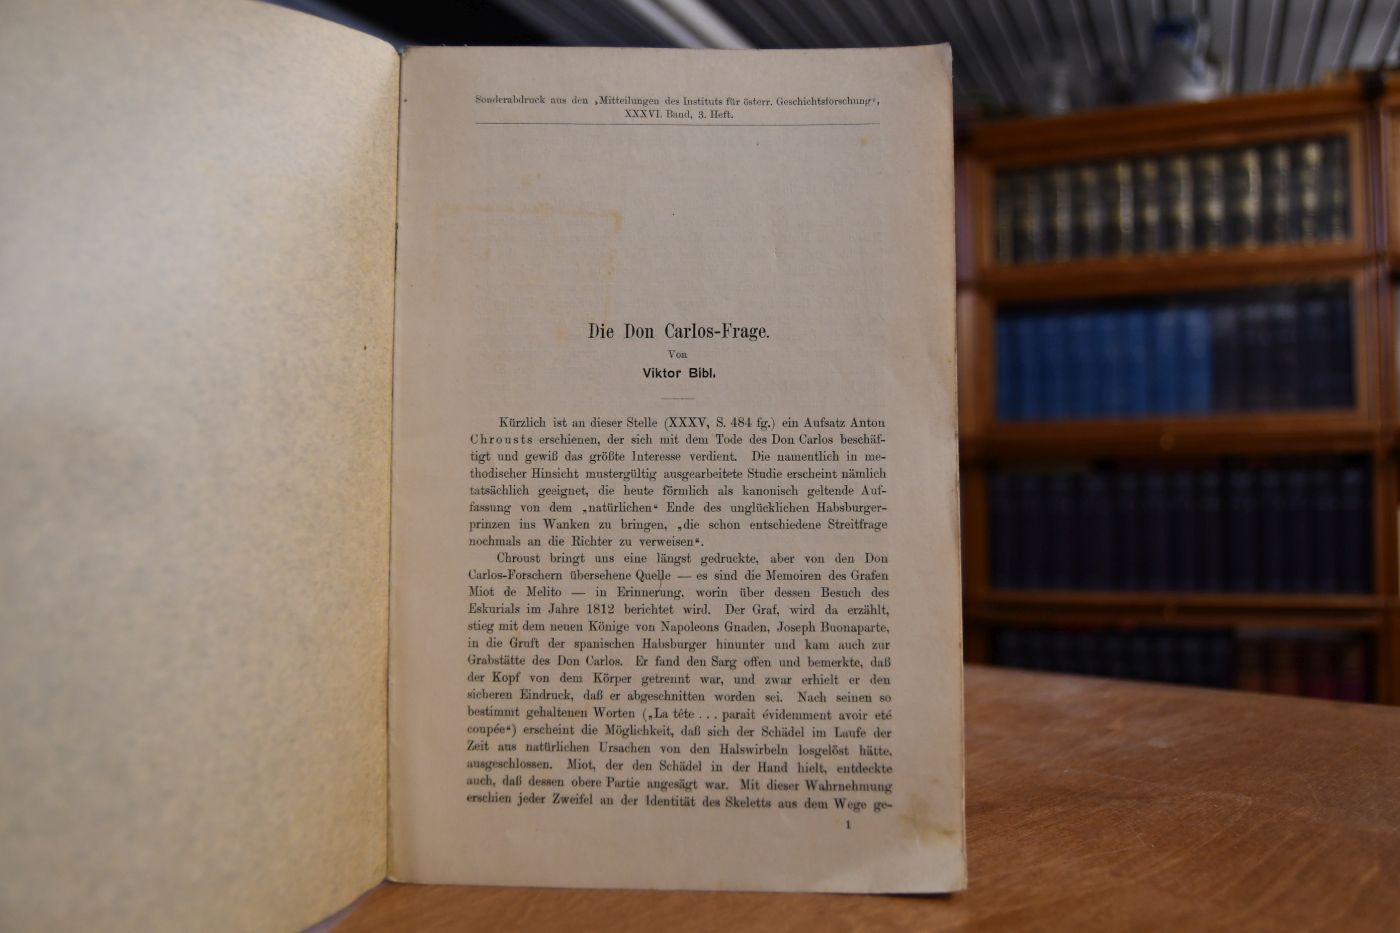 Sonderabdruck aus den „Mitteilungen des Instituts für österr. Geschichtsforschung“,
XXXVI. Band, 3. Heft.
Die Don Carlos-Frage.
Von
Viktor Bibl.
Kürzlich ist an dieser Stelle (XXXV, S. 484 fg.) ein Aufsatz Anton
Chrousts erschienen, der sich mit dem Tode des Don Carlos beschäf-
tigt und gewiß das größte Interesse verdient. Die namentlich in me-
thodischer Hinsicht mustergültig ausgearbeitete Studie erscheint nämlich
tatsächlich geeignet, die heute förmlich als kanonisch geltende Auf-
fassung von dem „natürlichen“ Ende des unglücklichen Habsburger-
prinzen ins Wanken zu bringen, „die schon entschiedene Streitfrage
nochmals an die Richter zu verweisen“.
Chroust bringt uns eine längst gedruckte, aber von den Don
Carlos-Forschern übersehene Quelle — es sind die Memoiren des Grafen
Miot de Melito — in Erinnerung, worin über dessen Besuch des
Eskurials im Jahre 1812 berichtet wird. Der Graf, wird da erzählt,
stieg mit dem neuen Könige von Napoleons Gnaden, Joseph Buonaparte,
in die Gruft der spanischen Habsburger hinunter und kam auch zur
Grabstätte des Don Carlos. Er fand den Sarg offen und bemerkte, daß
der Kopf von dem Körper getrennt war, und zwar erhielt er den
sicheren Eindruck, daß er abgeschnitten worden sei. Nach seinen so
bestimmt gehaltenen Worten („La tête . . . parait évidemment avoir eté
coupée“) erscheint die Möglichkeit, daß sich der Schädel im Laufe der
Zeit aus natürlichen Ursachen von den Halswirbeln losgelöst hätte,
ausgeschlossen. Miot, der den Schädel in der Hand hielt, entdeckte
auch, daß dessen obere Partie angesägt war. Mit dieser Wahrnehmung
erschien jeder Zweifel an der Identität des Skeletts aus dem Wege ge-
1